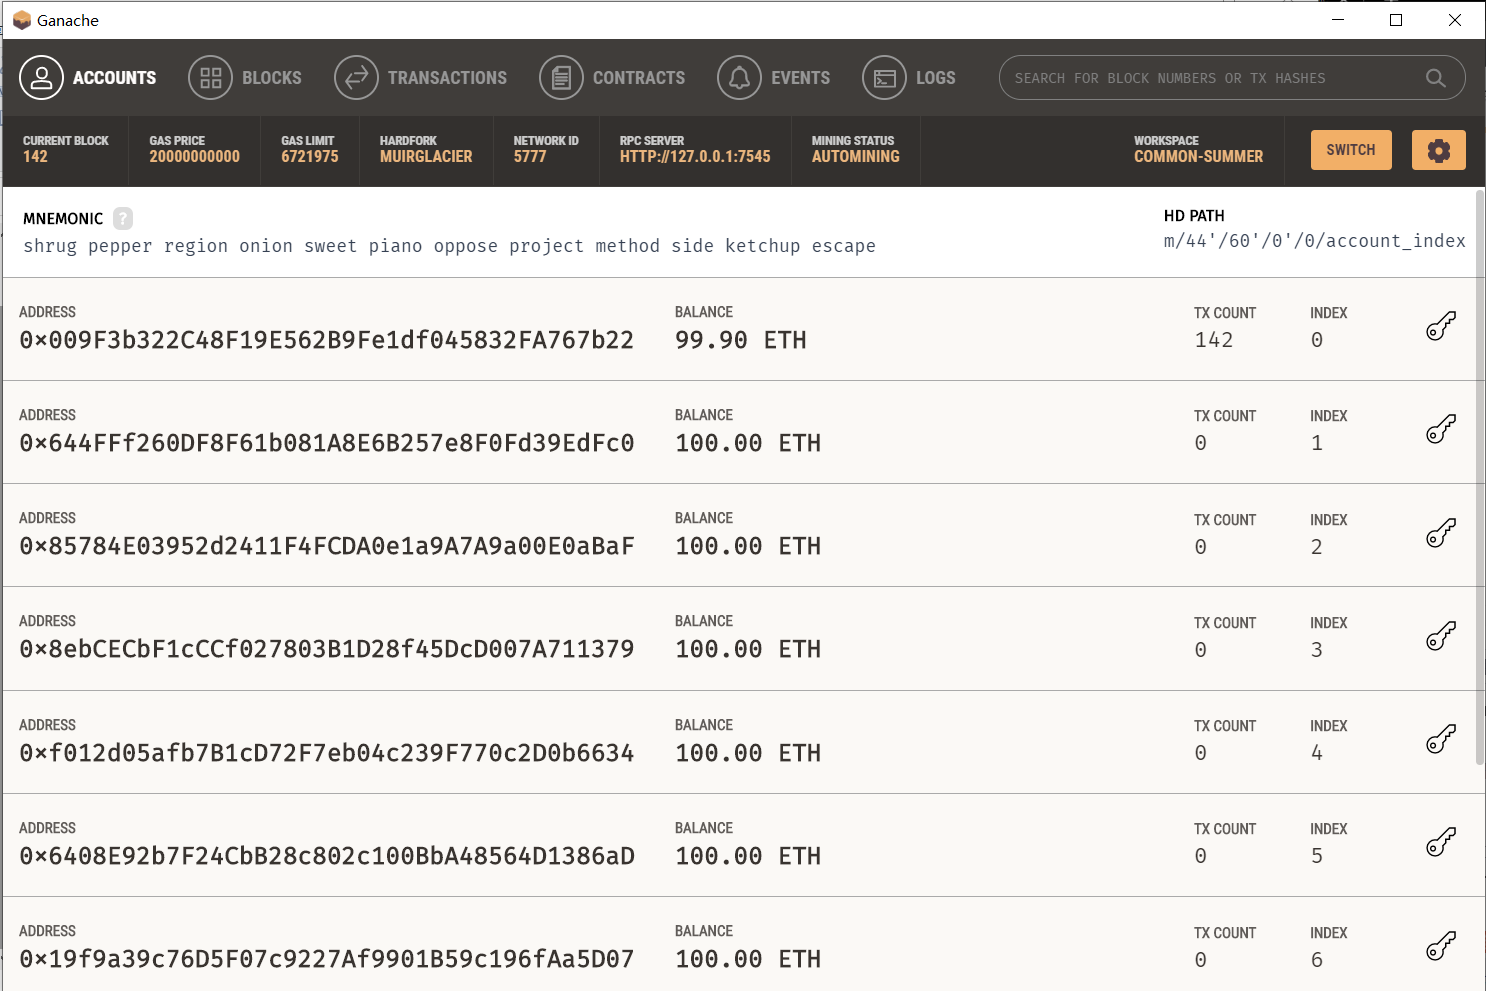 Ganache
ACCOUNTS BLOCKS TRANSACTIONS CONTRACTS EVENTS LOGS SEARCH FOR BLOCK NUMBERS OR TX HASHES
CURRENT BLOCK GAS PRICE GAS LIMIT HARDFORK NETWORK ID RPC SERVER MINING STATUS WORKSPACE
142 20000000000 6721975 MUIRGLACIER 5777 HTTP://127.0.0.1:7545 AUTOMINING COMMON-SUMMER SWITCH
MNEMONIC ? HD PATH
shrug pepper region onion sweet piano oppose project method side ketchup escape m/44'/60'/0'/0/account_index
ADDRESS BALANCE TX COUNT INDEX
0×009F3b322C48F19E562B9Fe1df045832FA767b22 99.90 ETH 142 0
ADDRESS BALANCE TX COUNT INDEX
0×644FFf260DF8F61b081A8E6B257e8F0Fd39EdFc0 100.00 ETH 0 1
ADDRESS BALANCE TX COUNT INDEX
0×85784E03952d2411F4FCDA0e1a9A7A9a00E0aBaF 100.00 ETH 0 2
ADDRESS BALANCE TX COUNT INDEX
0×8ebCECbF1cCCf027803B1D28f45DcD007A711379 100.00 ETH 0 3
ADDRESS BALANCE TX COUNT INDEX
0×f012d05afb7B1cD72F7eb04c239F770c2D0b6634 100.00 ETH 0 4
ADDRESS BALANCE TX COUNT INDEX
0×6408E92b7F24CbB28c802c100BbA48564D1386aD 100.00 ETH 0 5
ADDRESS BALANCE TX COUNT INDEX
0×19f9a39c76D5F07c9227Af9901B59c196fAa5D07 100.00 ETH 0 6